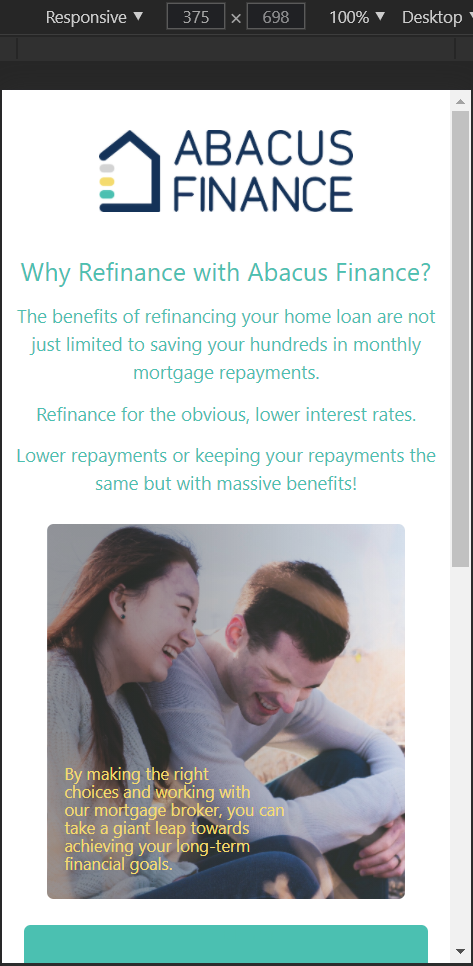 Responsive ▼ 375 × 698 100% ▼ Desktop
ABACUS
FINANCE
Why Refinance with Abacus Finance?
The benefits of refinancing your home loan are not
just limited to saving your hundreds in monthly
mortgage repayments.
Refinance for the obvious, lower interest rates.
Lower repayments or keeping your repayments the
same but with massive benefits!
By making the right
choices and working with
our mortgage broker, you can
take a giant leap towards
achieving your long-term
financial goals.